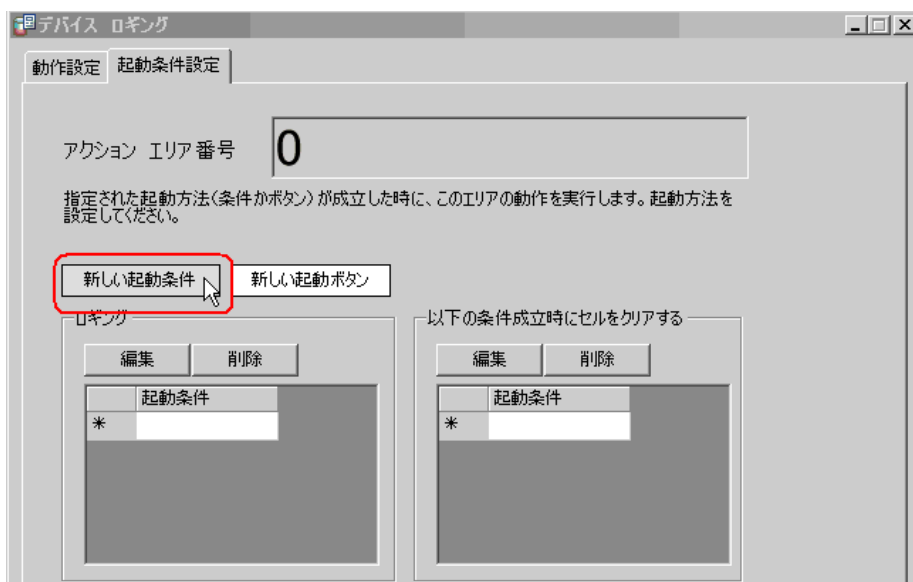 デバイス ロギング
動作設定 起動条件設定
アクション エリア番号 0
指定された起動方法(条件かボタン)が成立した時に、このエリアの動作を実行します。起動方法を
設定してください。
新しい起動条件 新しい起動ボタン
ロギング 以下の条件成立時にセルをクリアする
編集 削除 編集 削除
起動条件 起動条件
* *